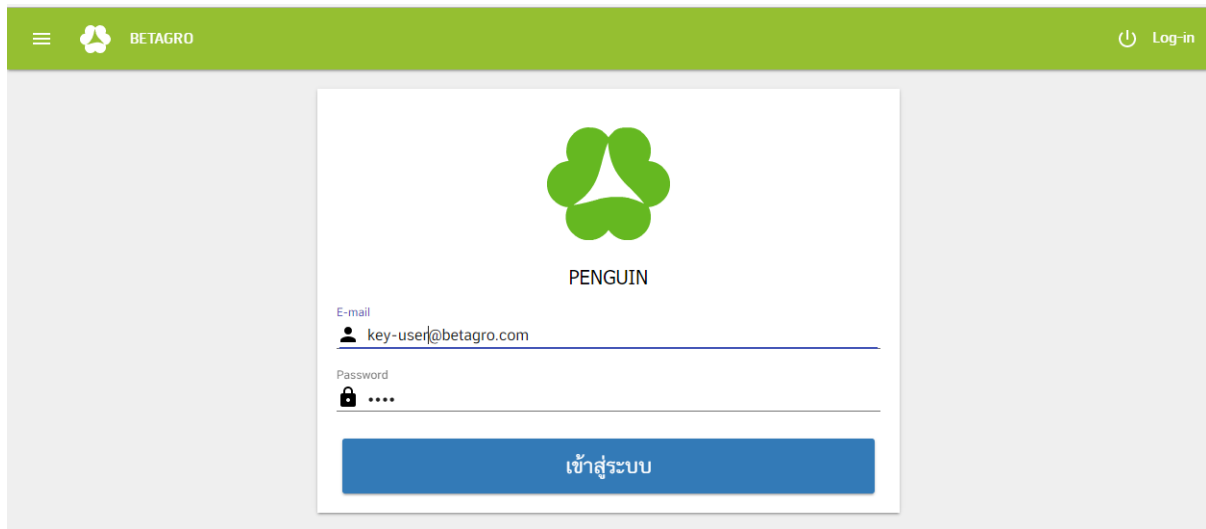 BETAGRO
Log-in
PENGUIN
E-mail
key-user@betagro.com
Password
••••
เข้าสู่ระบบ